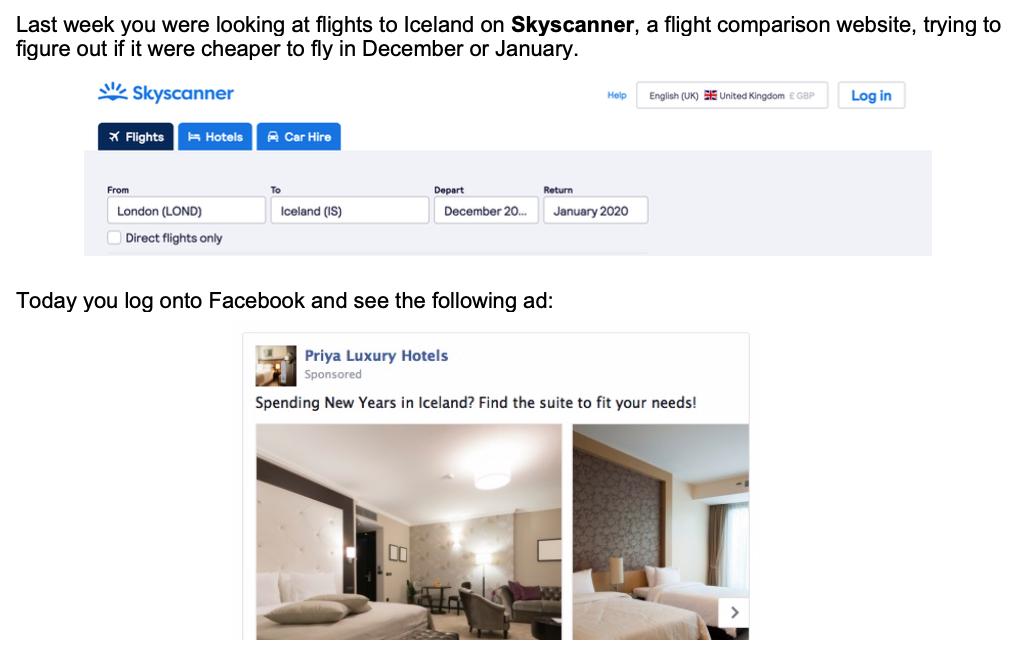 Last week you were looking at flights to Iceland on Skyscanner, a flight comparison website, trying to
figure out if it were cheaper to fly in December or January.
Skyscanner
Help English (UK) United Kingdom £ GBP Log in
Flights Hotels Car Hire
From To Depart Return
London (LOND) Iceland (IS) December 20... January 2020
Direct flights only
Today you log onto Facebook and see the following ad:
Priya Luxury Hotels
Sponsored
Spending New Years in Iceland? Find the suite to fit your needs!